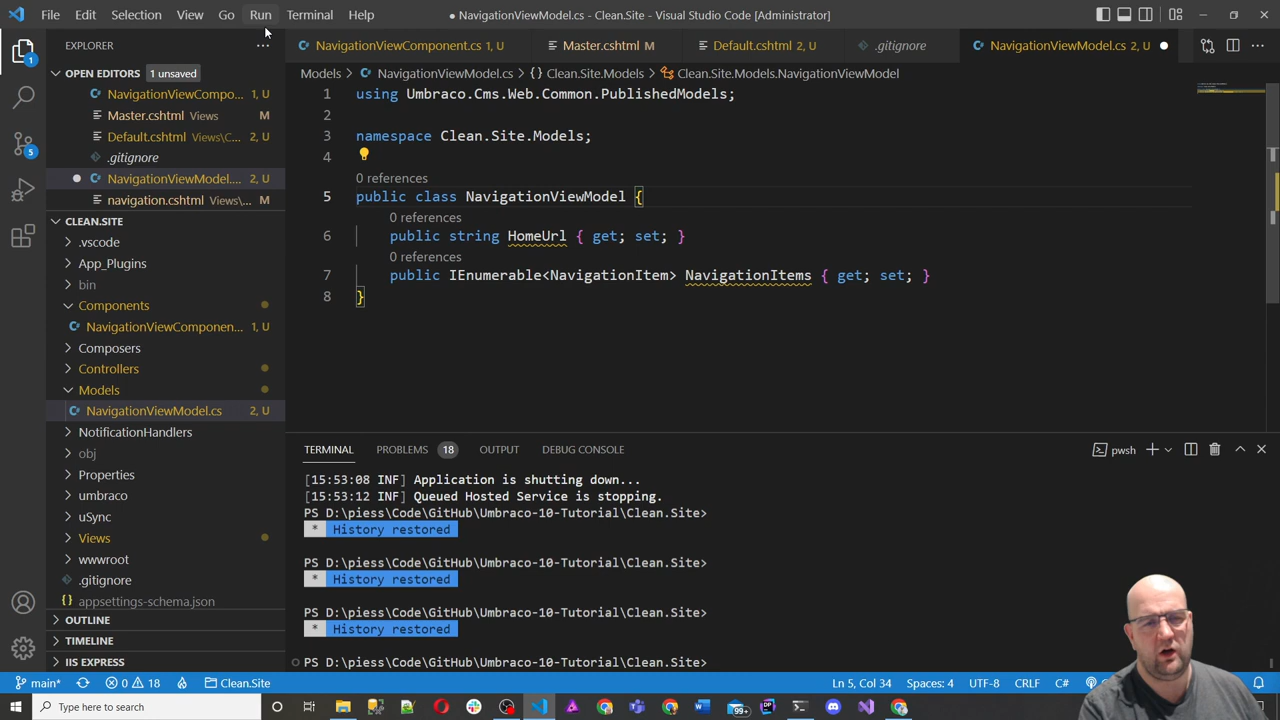 File Edit Selection View Go Run Terminal Help
● NavigationViewModel.cs - Clean.Site - Visual Studio Code [Administrator]
EXPLORER
OPEN EDITORS 1 unsaved
NavigationViewCompo... 1, U
Master.cshtml Views M
Default.cshtml Views\C... 2, U
.gitignore
NavigationViewModel.... 2, U
navigation.cshtml Views\... M
CLEAN.SITE
.vscode
App_Plugins
bin
Components
NavigationViewComponen... 1, U
Composers
Controllers
Models
NavigationViewModel.cs 2, U
NotificationHandlers
obj
Properties
umbraco
uSync
Views
wwwroot
.gitignore
{} appsettings-schema.json
OUTLINE
TIMELINE
IIS EXPRESS
NavigationViewComponent.cs 1, U
Master.cshtml M
Default.cshtml 2, U
.gitignore
NavigationViewModel.cs 2, U
Models > NavigationViewModel.cs > {} Clean.Site.Models > Clean.Site.Models.NavigationViewModel
1 using Umbraco.Cms.Web.Common.PublishedModels;
2
3 namespace Clean.Site.Models;
4
0 references
5 public class NavigationViewModel {
0 references
6 public string HomeUrl { get; set; }
0 references
7 public IEnumerable<NavigationItem> NavigationItems { get; set; }
8 }
TERMINAL PROBLEMS 18 OUTPUT DEBUG CONSOLE
pwsh
[15:53:08 INF] Application is shutting down...
[15:53:12 INF] Queued Hosted Service is stopping.
PS D:\piess\Code\GitHub\Umbraco-10-Tutorial\Clean.Site>
* History restored
PS D:\piess\Code\GitHub\Umbraco-10-Tutorial\Clean.Site>
* History restored
PS D:\piess\Code\GitHub\Umbraco-10-Tutorial\Clean.Site>
* History restored
PS D:\piess\Code\GitHub\Umbraco-10-Tutorial\Clean.Site>
main* 0 18 Clean.Site
Ln 5, Col 34 Spaces: 4 UTF-8 CRLF C#
Type here to search
99+